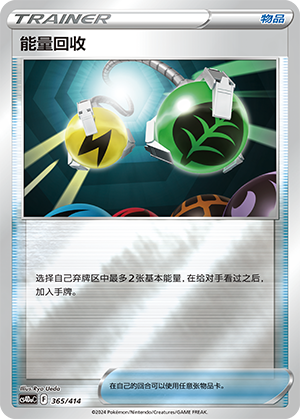 TRAINER
物品
能量回收
选择自己弃牌区中最多2张基本能量,在给对手看过之后,
加入手牌。
Illus. Ryo Ueda
F 365/414
在自己的回合可以使用任意张物品卡。
©2024 Pokémon/Nintendo/Creatures/GAME FREAK.